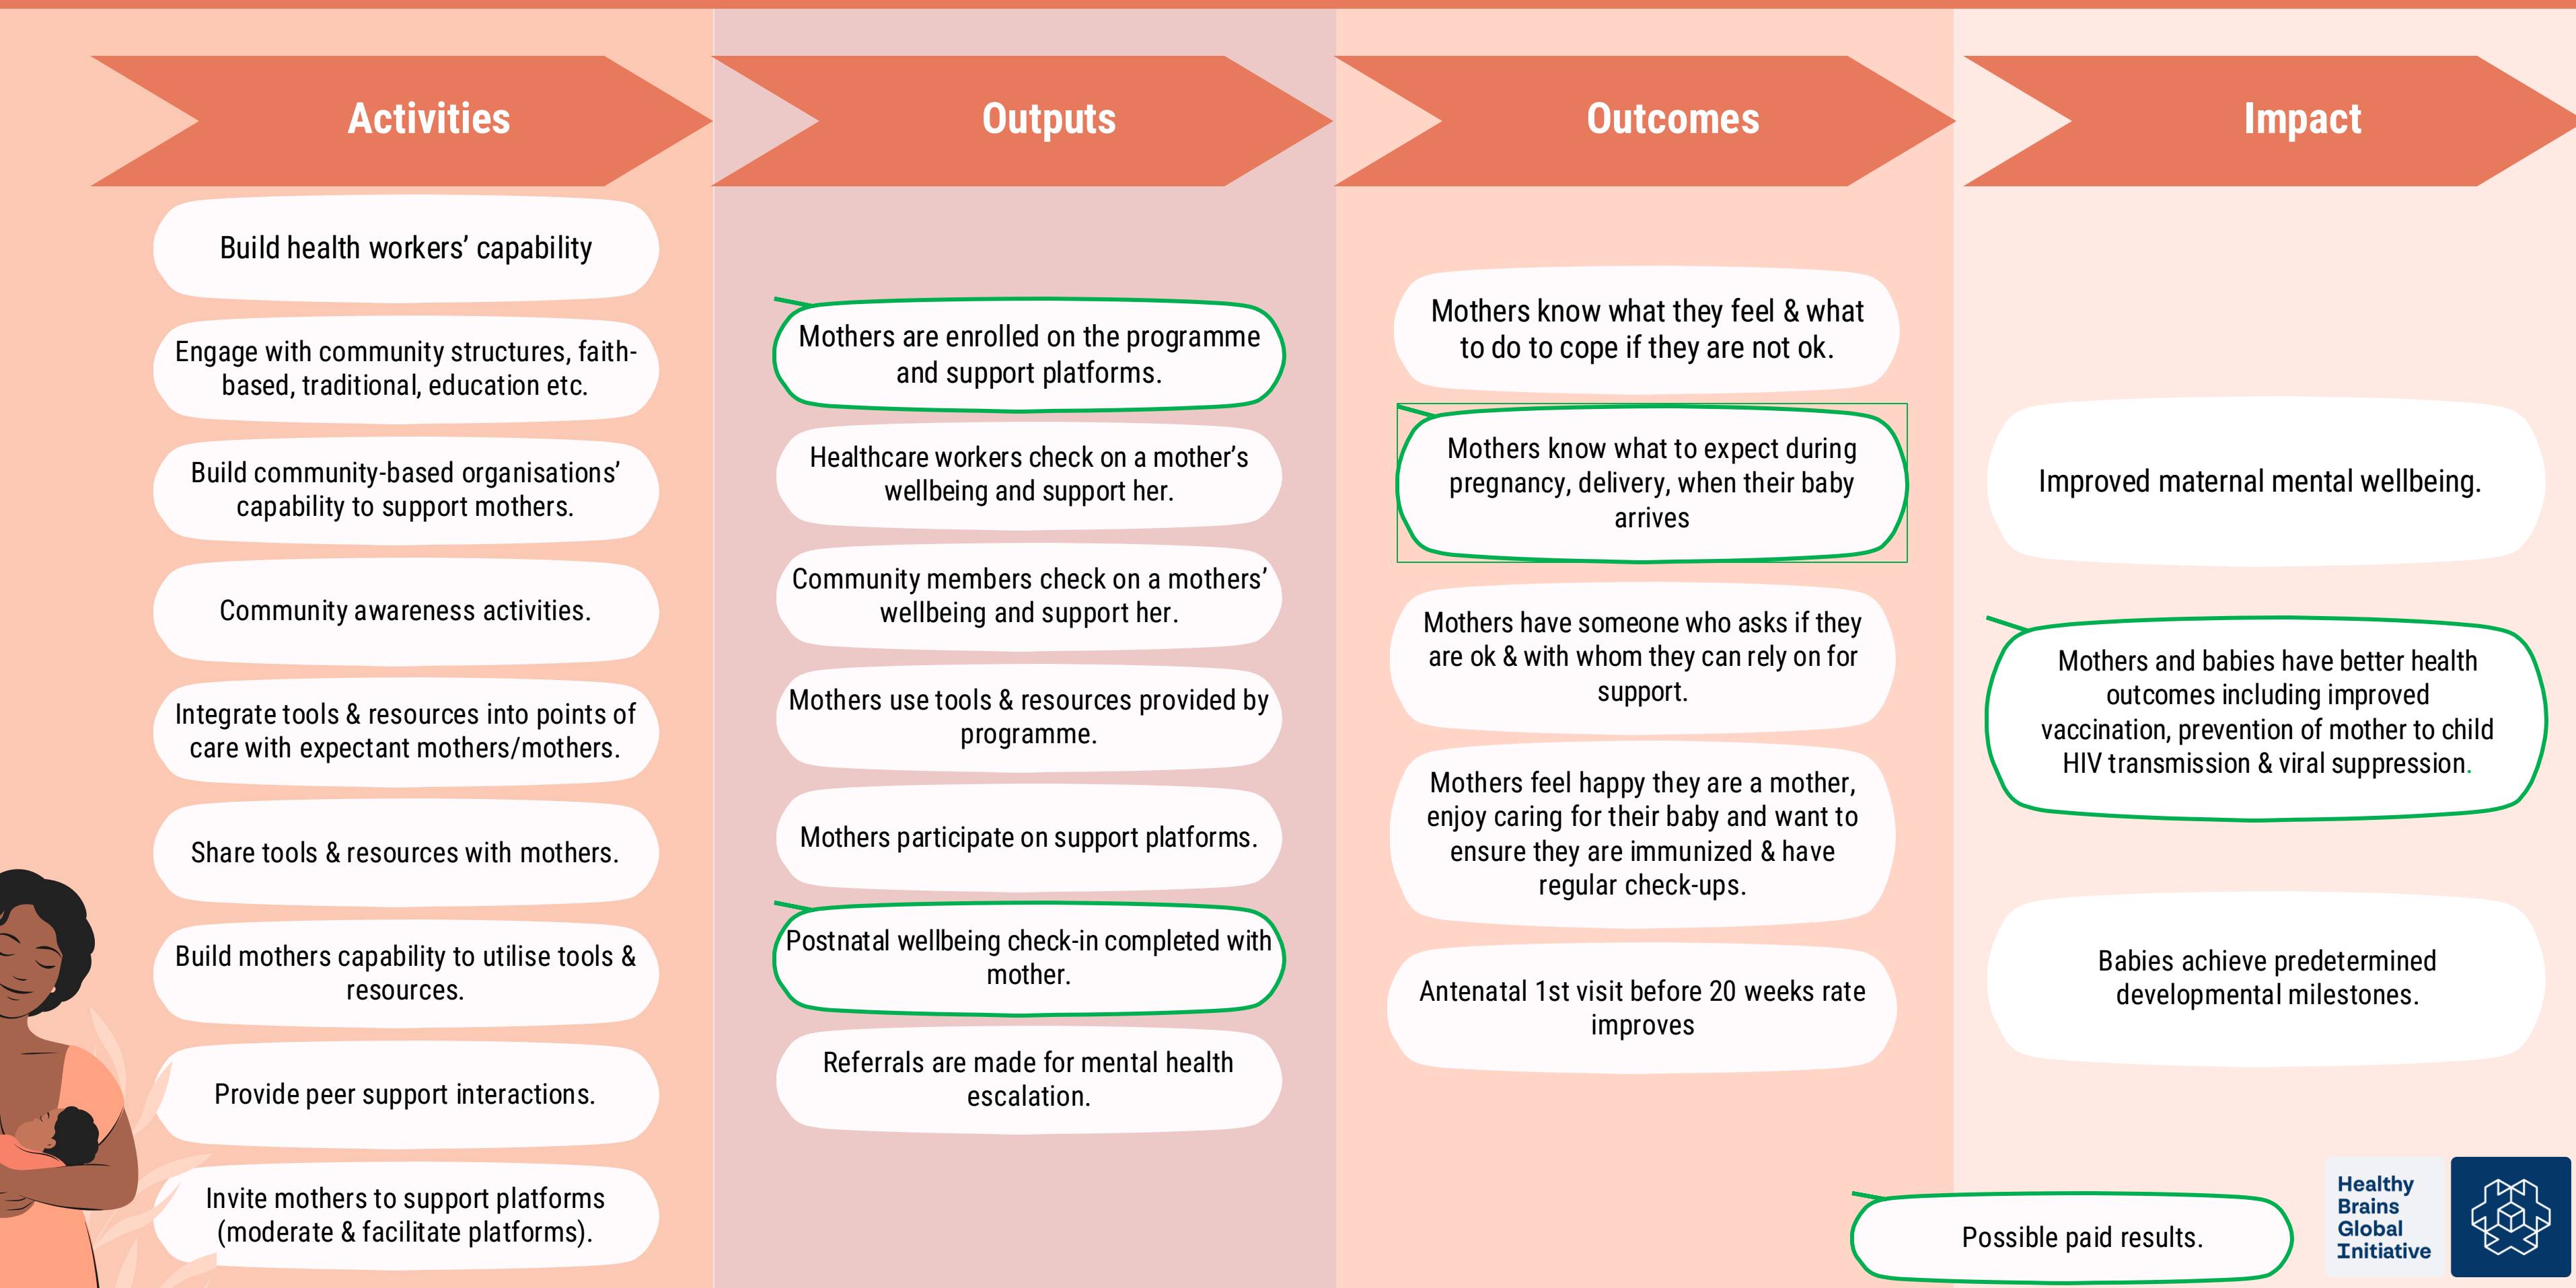 Activities
Build health workers’ capability
Engage with community structures, faith-
based, traditional, education etc.
Build community-based organisations’
capability to support mothers.
Community awareness activities.
Integrate tools & resources into points of
care with expectant mothers/mothers.
Share tools & resources with mothers.
Build mothers capability to utilise tools &
resources.
Provide peer support interactions.
Invite mothers to support platforms
(moderate & facilitate platforms).
Outputs
Mothers are enrolled on the programme
and support platforms.
Healthcare workers check on a mother’s
wellbeing and support her.
Community members check on a mothers’
wellbeing and support her.
Mothers use tools & resources provided by
programme.
Mothers participate on support platforms.
Postnatal wellbeing check-in completed with
mother.
Referrals are made for mental health
escalation.
Outcomes
Mothers know what they feel & what
to do to cope if they are not ok.
Mothers know what to expect during
pregnancy, delivery, when their baby
arrives
Mothers have someone who asks if they
are ok & with whom they can rely on for
support.
Mothers feel happy they are a mother,
enjoy caring for their baby and want to
ensure they are immunized & have
regular check-ups.
Antenatal 1st visit before 20 weeks rate
improves
Impact
Improved maternal mental wellbeing.
Mothers and babies have better health
outcomes including improved
vaccination, prevention of mother to child
HIV transmission & viral suppression.
Babies achieve predetermined
developmental milestones.
Possible paid results.
Healthy
Brains
Global
Initiative